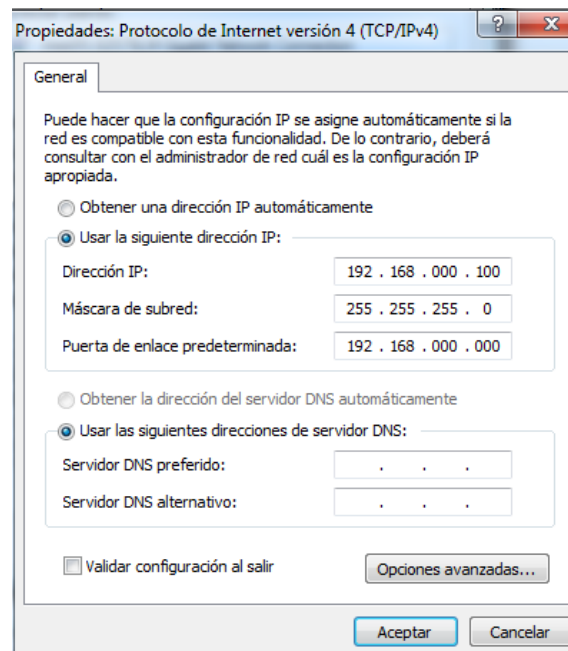 Propiedades: Protocolo de Internet versión 4 (TCP/IPv4)
General
Puede hacer que la configuración IP se asigne automáticamente si la
red es compatible con esta funcionalidad. De lo contrario, deberá
consultar con el administrador de red cuál es la configuración IP
apropiada.
Obtener una dirección IP automáticamente
Usar la siguiente dirección IP:
Dirección IP: 192 . 168 . 000 . 100
Máscara de subred: 255 . 255 . 255 . 0
Puerta de enlace predeterminada: 192 . 168 . 000 . 000
Obtener la dirección del servidor DNS automáticamente
Usar las siguientes direcciones de servidor DNS:
Servidor DNS preferido: . . .
Servidor DNS alternativo: . . .
Validar configuración al salir
Opciones avanzadas...
Aceptar Cancelar